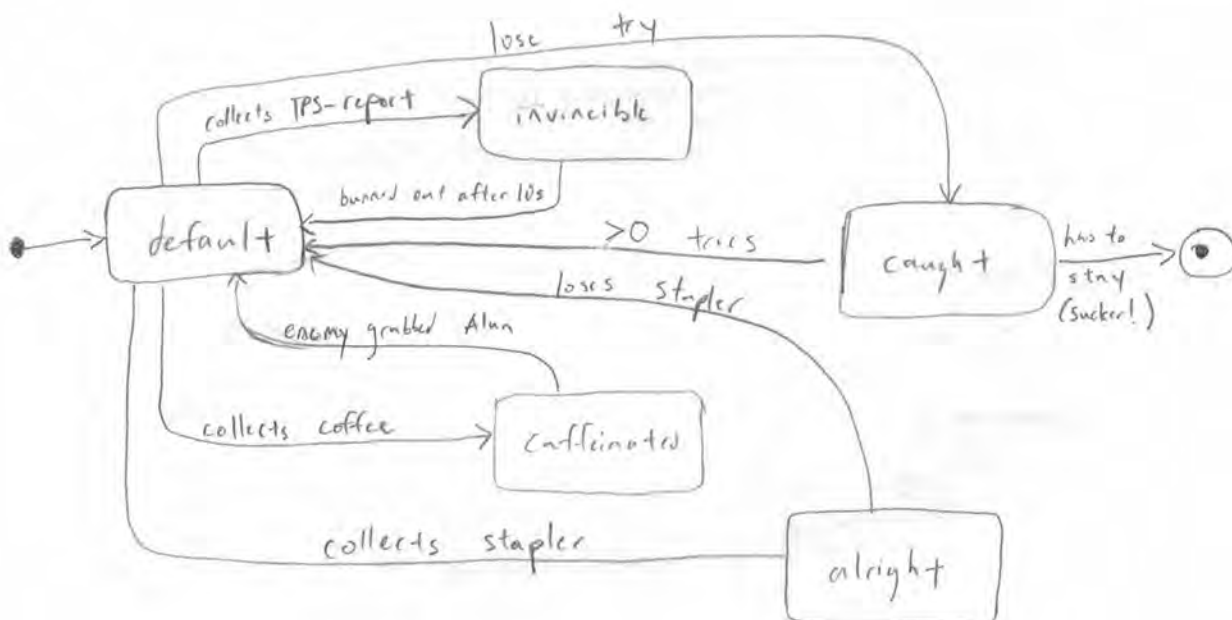 lose try
collects TPS-report
invincible
burned out after 10s
default
>0 tries
caught
has to
stay
(sucker!)
loses stapler
enemy grabbed Alan
collects coffee
caffeinated
collects stapler
alright